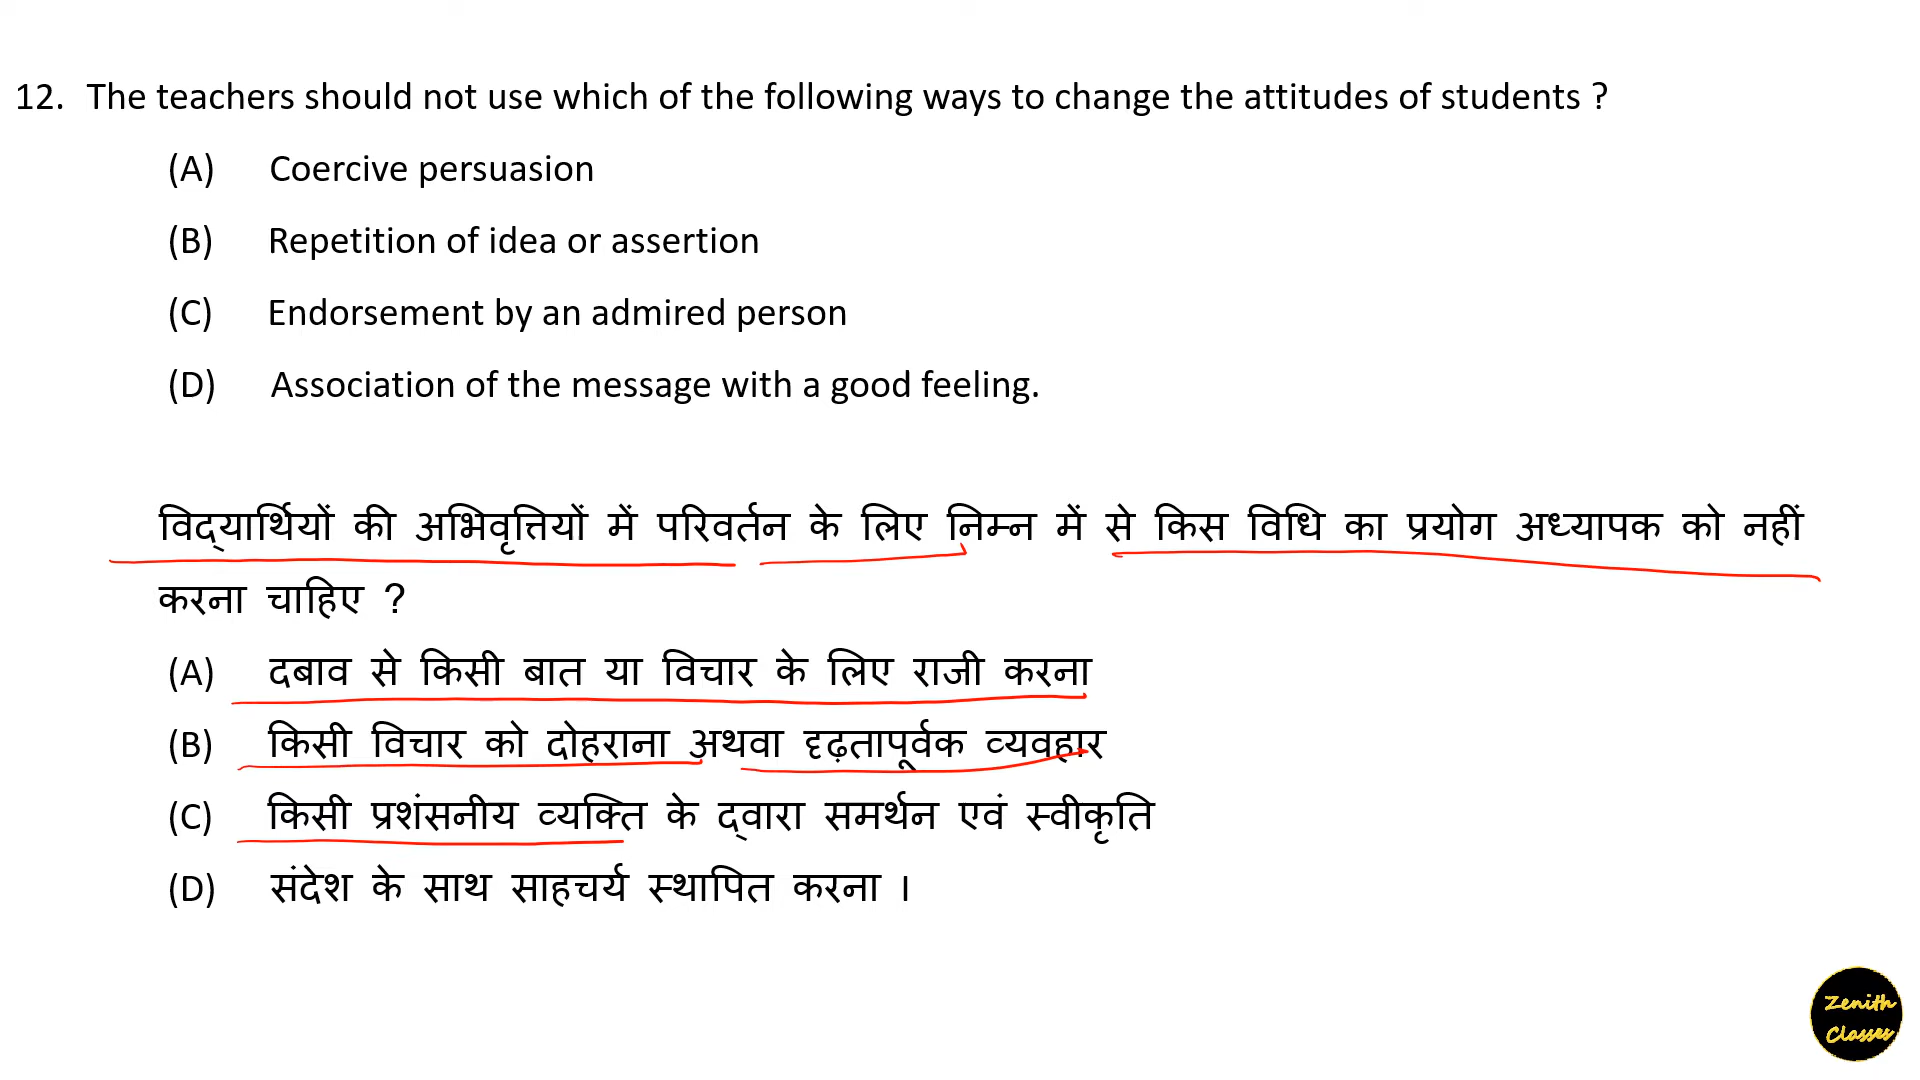 12. The teachers should not use which of the following ways to change the attitudes of students ?
(A) Coercive persuasion
(B) Repetition of idea or assertion
(C) Endorsement by an admired person
(D) Association of the message with a good feeling.
विद्यार्थियों की अभिवृत्तियों में परिवर्तन के लिए निम्न में से किस विधि का प्रयोग अध्यापक को नहीं
करना चाहिए ?
(A) दबाव से किसी बात या विचार के लिए राजी करना
(B) किसी विचार को दोहराना अथवा दृढ़तापूर्वक व्यवहार
(C) किसी प्रशंसनीय व्यक्ति के द्वारा समर्थन एवं स्वीकृति
(D) संदेश के साथ साहचर्य स्थापित करना ।
Zenith
Classes